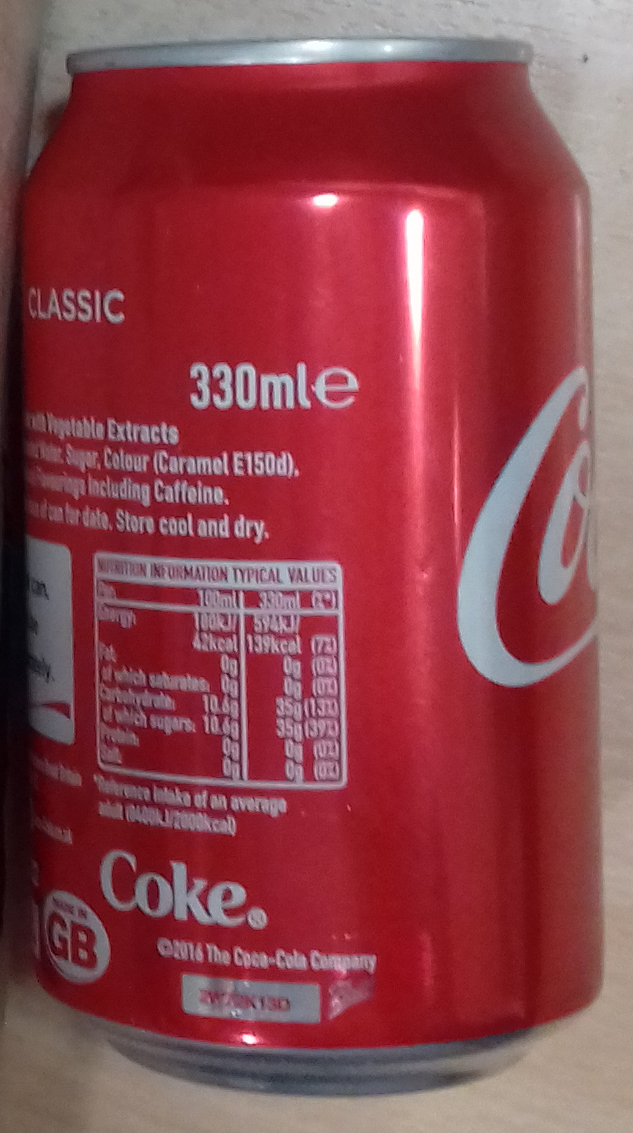 CLASSIC
330ml e
with Vegetable Extracts
Water, Sugar, Colour (Caramel E150d),
Flavourings Including Caffeine.
of can for date. Store cool and dry.
can,
NUTRITION INFORMATION TYPICAL VALUES
100ml 330ml (%*)
Energy: 180kJ/ 594kJ/
42kcal 139kcal (7%)
Fat: 0g 0g (0%)
of which saturates: 0g 0g (0%)
Carbohydrate: 10.6g 35g (13%)
of which sugars: 10.6g 35g (39%)
Protein: 0g 0g (0%)
Salt: 0g 0g (0%)
*Reference intake of an average
adult (8400kJ/2000kcal)
Coke®
MADE IN
GB
©2016 The Coca-Cola Company
Co